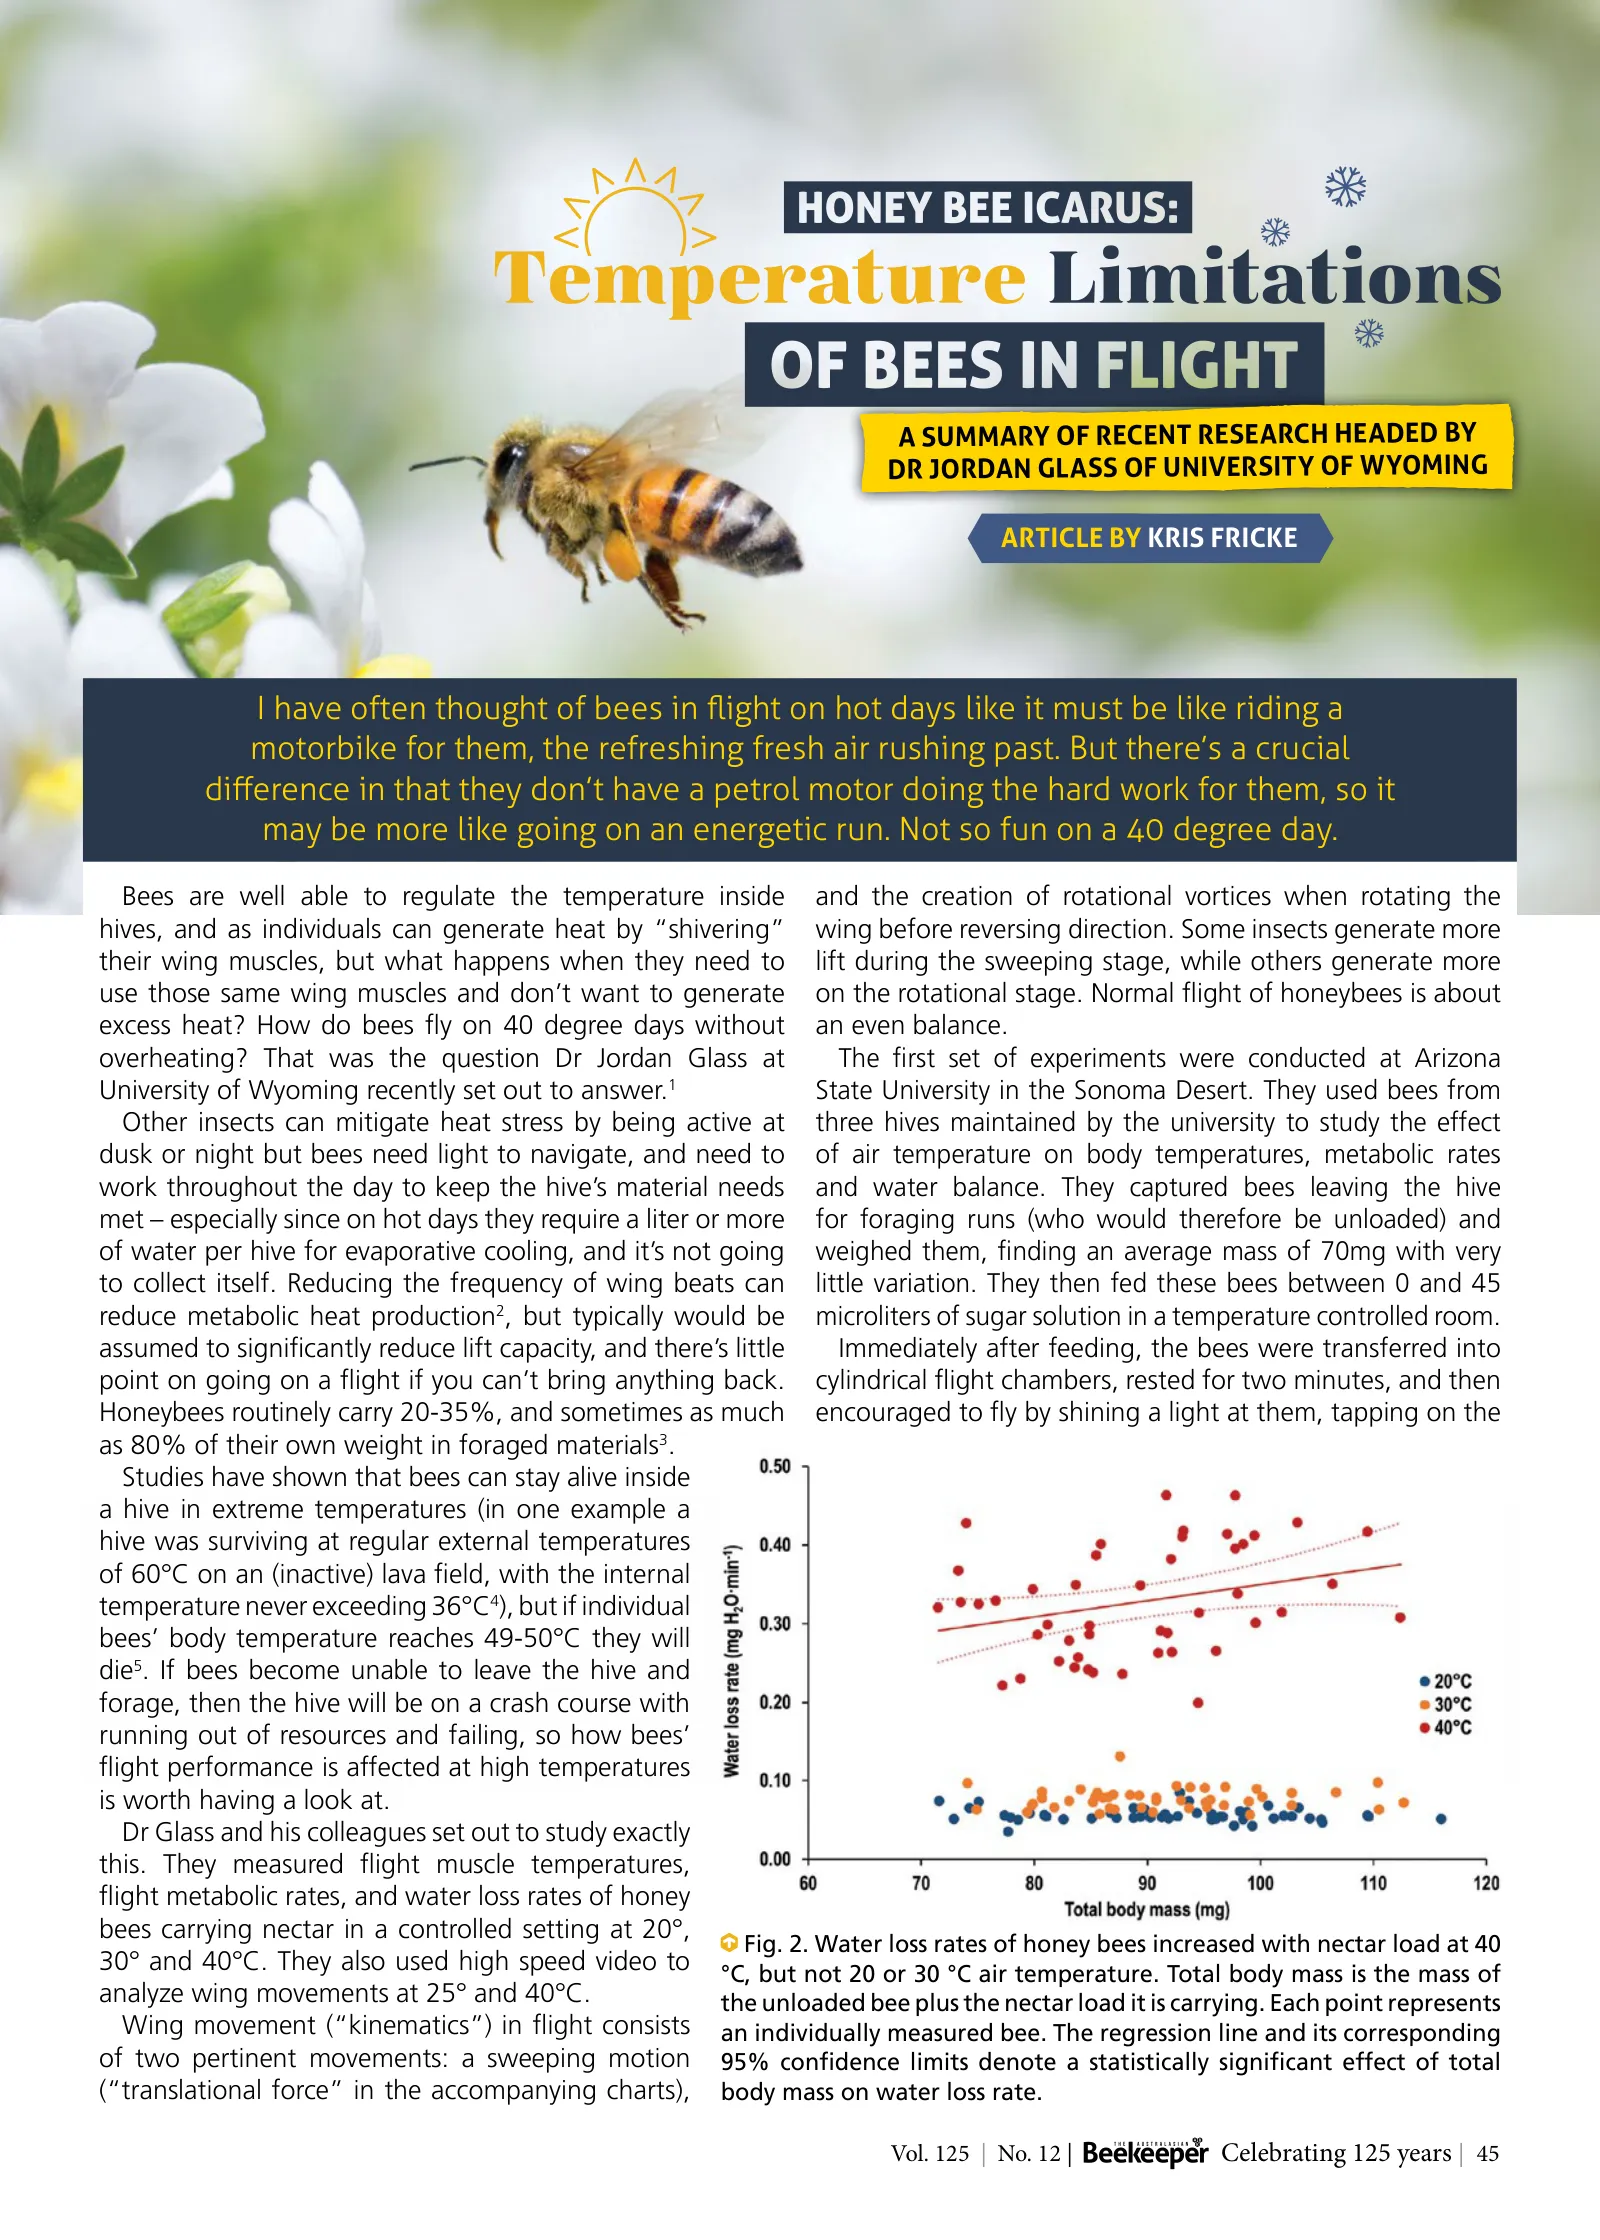 HONEY BEE ICARUS:
Temperature Limitations
OF BEES IN FLIGHT
A SUMMARY OF RECENT RESEARCH HEADED BY
DR JORDAN GLASS OF UNIVERSITY OF WYOMING
ARTICLE BY KRIS FRICKE
I have often thought of bees in flight on hot days like it must be like riding a
motorbike for them, the refreshing fresh air rushing past. But there's a crucial
difference in that they don't have a petrol motor doing the hard work for them, so it
may be more like going on an energetic run. Not so fun on a 40 degree day.
Bees are well able to regulate the temperature inside
hives, and as individuals can generate heat by “shivering”
their wing muscles, but what happens when they need to
use those same wing muscles and don’t want to generate
excess heat? How do bees fly on 40 degree days without
overheating? That was the question Dr Jordan Glass at
University of Wyoming recently set out to answer.¹
Other insects can mitigate heat stress by being active at
dusk or night but bees need light to navigate, and need to
work throughout the day to keep the hive’s material needs
met – especially since on hot days they require a liter or more
of water per hive for evaporative cooling, and it’s not going
to collect itself. Reducing the frequency of wing beats can
reduce metabolic heat production², but typically would be
assumed to significantly reduce lift capacity, and there’s little
point on going on a flight if you can’t bring anything back.
Honeybees routinely carry 20-35%, and sometimes as much
as 80% of their own weight in foraged materials³.
Studies have shown that bees can stay alive inside
a hive in extreme temperatures (in one example a
hive was surviving at regular external temperatures
of 60°C on an (inactive) lava field, with the internal
temperature never exceeding 36°C⁴), but if individual
bees’ body temperature reaches 49-50°C they will
die⁵. If bees become unable to leave the hive and
forage, then the hive will be on a crash course with
running out of resources and failing, so how bees’
flight performance is affected at high temperatures
is worth having a look at.
Dr Glass and his colleagues set out to study exactly
this. They measured flight muscle temperatures,
flight metabolic rates, and water loss rates of honey
bees carrying nectar in a controlled setting at 20°,
30° and 40°C. They also used high speed video to
analyze wing movements at 25° and 40°C.
Wing movement (“kinematics”) in flight consists
of two pertinent movements: a sweeping motion
(“translational force” in the accompanying charts),
and the creation of rotational vortices when rotating the
wing before reversing direction. Some insects generate more
lift during the sweeping stage, while others generate more
on the rotational stage. Normal flight of honeybees is about
an even balance.
The first set of experiments were conducted at Arizona
State University in the Sonoma Desert. They used bees from
three hives maintained by the university to study the effect
of air temperature on body temperatures, metabolic rates
and water balance. They captured bees leaving the hive
for foraging runs (who would therefore be unloaded) and
weighed them, finding an average mass of 70mg with very
little variation. They then fed these bees between 0 and 45
microliters of sugar solution in a temperature controlled room.
Immediately after feeding, the bees were transferred into
cylindrical flight chambers, rested for two minutes, and then
encouraged to fly by shining a light at them, tapping on the
0.50
0.40
0.30
0.20
0.10
0.00
Water loss rate (mg H₂O·min⁻¹)
20°C
30°C
40°C
60 70 80 90 100 110 120
Total body mass (mg)
Fig. 2. Water loss rates of honey bees increased with nectar load at 40
°C, but not 20 or 30 °C air temperature. Total body mass is the mass of
the unloaded bee plus the nectar load it is carrying. Each point represents
an individually measured bee. The regression line and its corresponding
95% confidence limits denote a statistically significant effect of total
body mass on water loss rate.
Vol. 125 | No. 12 | THE AUSTRALASIAN Beekeeper Celebrating 125 years | 45